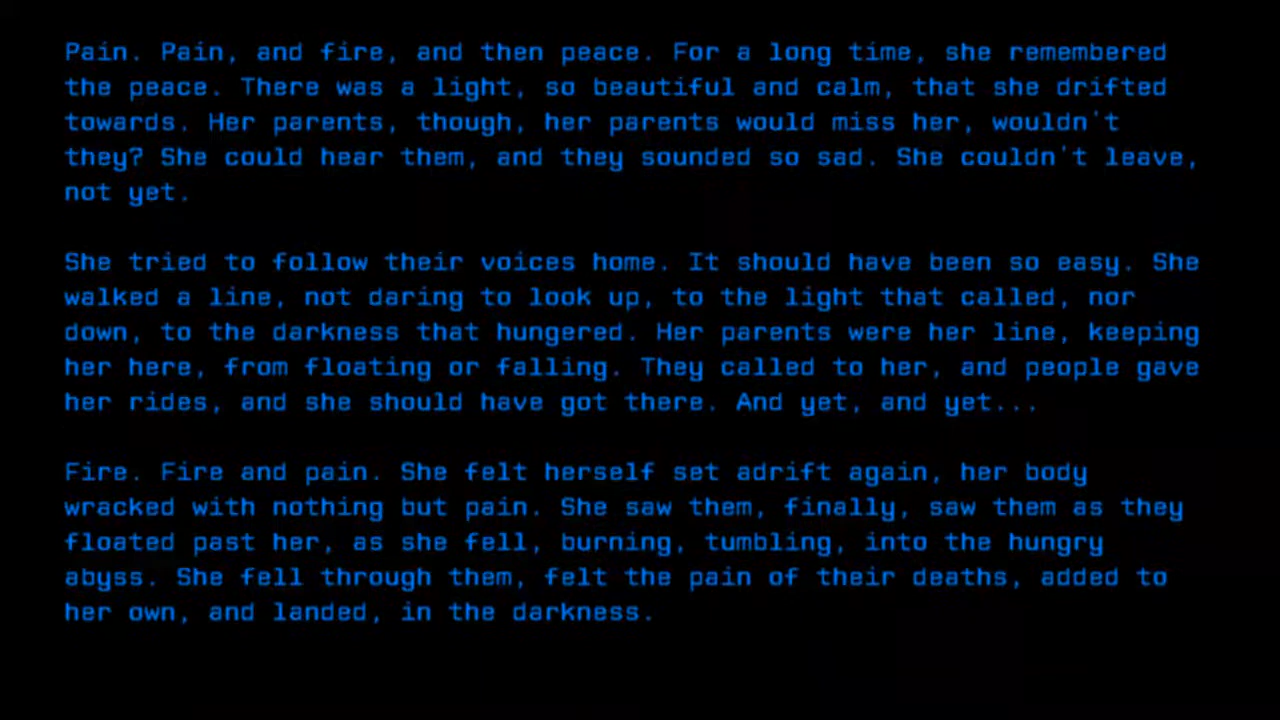 Pain. Pain, and fire, and then peace. For a long time, she remembered
the peace. There was a light, so beautiful and calm, that she drifted
towards. Her parents, though, her parents would miss her, wouldn't
they? She could hear them, and they sounded so sad. She couldn't leave,
not yet.
She tried to follow their voices home. It should have been so easy. She
walked a line, not daring to look up, to the light that called, nor
down, to the darkness that hungered. Her parents were her line, keeping
her here, from floating or falling. They called to her, and people gave
her rides, and she should have got there. And yet, and yet...
Fire. Fire and pain. She felt herself set adrift again, her body
wracked with nothing but pain. She saw them, finally, saw them as they
floated past her, as she fell, burning, tumbling, into the hungry
abyss. She fell through them, felt the pain of their deaths, added to
her own, and landed, in the darkness.